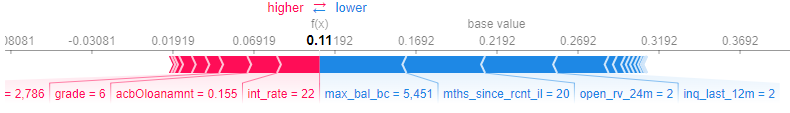 higher ⇄ lower
f(x) base value
08081 -0.03081 0.01919 0.06919 0.11 192 0.1692 0.2192 0.2692 0.3192 0.3692
= 2,786 grade = 6 acbOloanamnt = 0.155 int_rate = 22 max_bal_bc = 5,451 mths_since_rcnt_il = 20 open_rv_24m = 2 inq_last_12m = 2